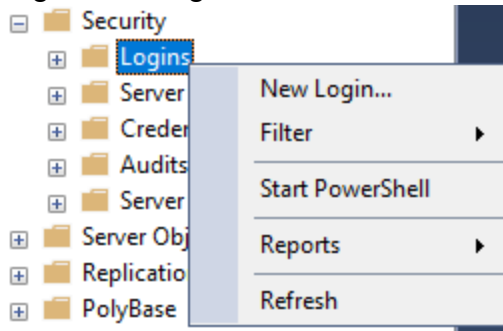 Security
Logins
Server
Creder
Audits
Server
Server Obj
Replicatio
PolyBase
New Login...
Filter
Start PowerShell
Reports
Refresh